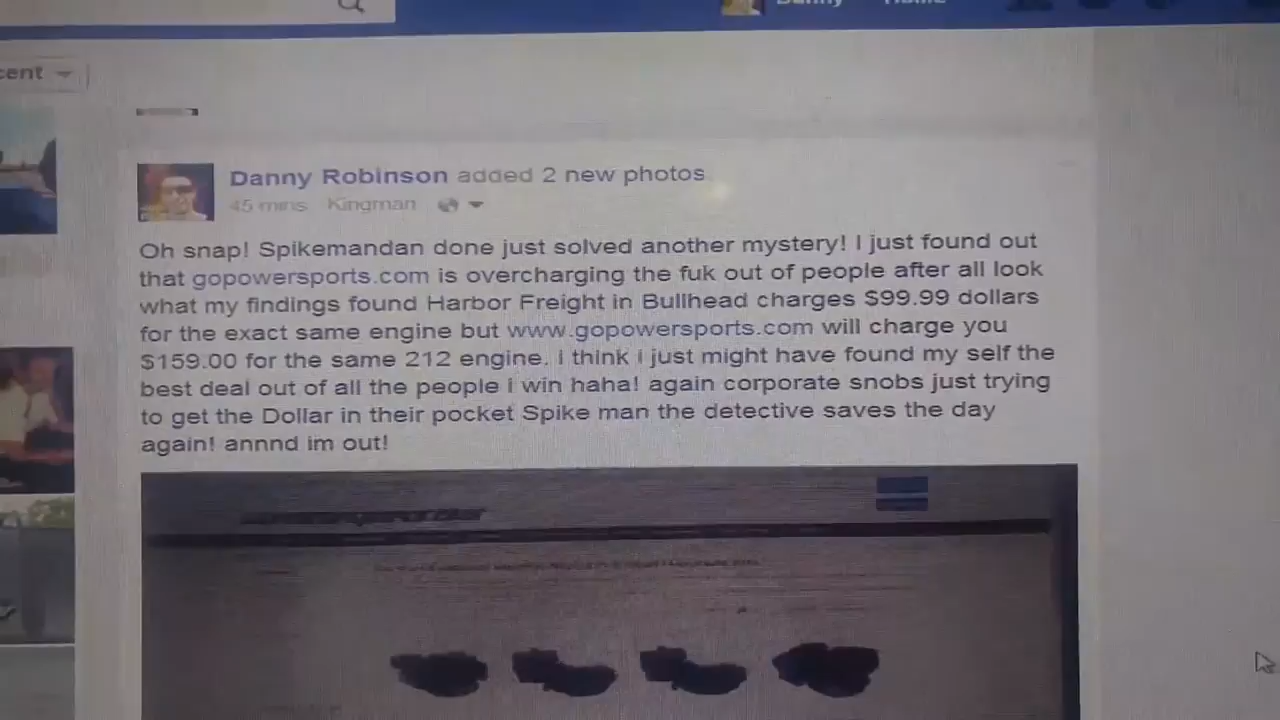 cent
Danny Home
Danny Robinson added 2 new photos
45 mins Kingman
Oh snap! Spikemandan done just solved another mystery! I just found out
that gopowersports.com is overcharging the fuk out of people after all look
what my findings found Harbor Freight in Bullhead charges $99.99 dollars
for the exact same engine but www.gopowersports.com will charge you
$159.00 for the same 212 engine. i think i just might have found my self the
best deal out of all the people i win haha! again corporate snobs just trying
to get the Dollar in their pocket Spike man the detective saves the day
again! annnd im out!